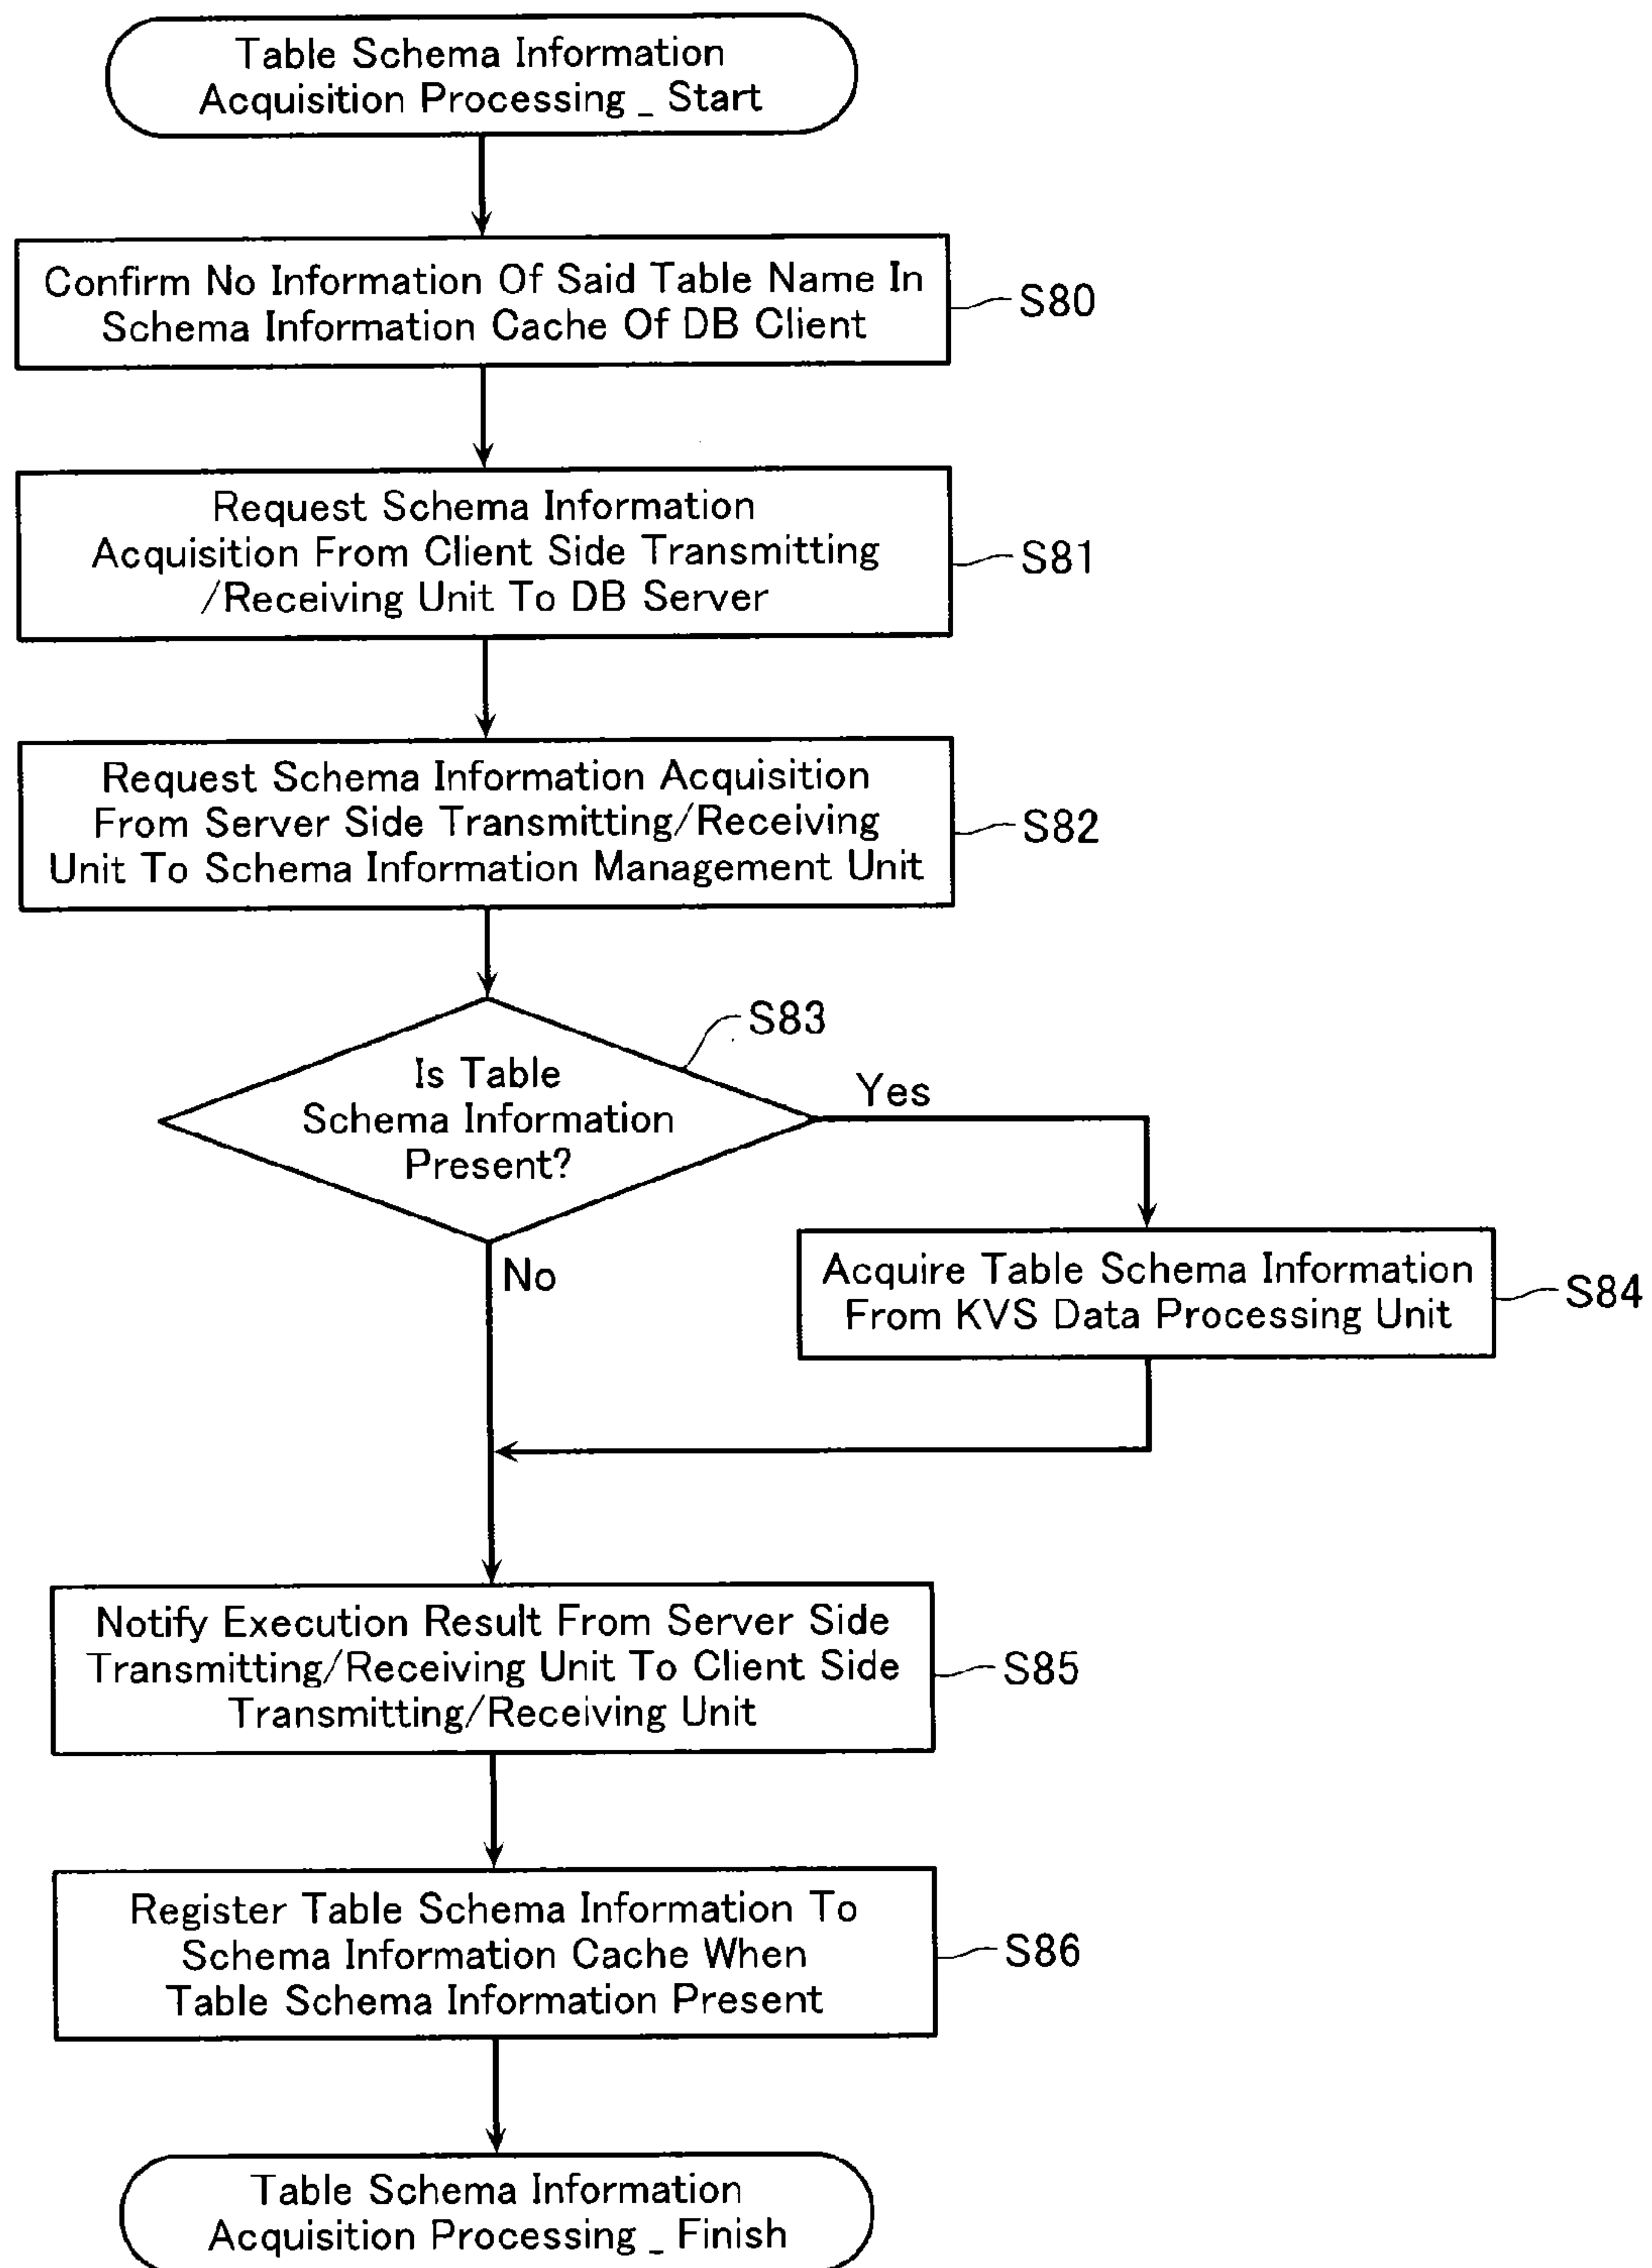 Table Schema Information
Acquisition Processing _ Start
Confirm No Information Of Said Table Name In
Schema Information Cache Of DB Client
S80
Request Schema Information
Acquisition From Client Side Transmitting
/Receiving Unit To DB Server
S81
Request Schema Information Acquisition
From Server Side Transmitting/Receiving
Unit To Schema Information Management Unit
S82
S83
Is Table
Schema Information
Present?
Yes
No
Acquire Table Schema Information
From KVS Data Processing Unit
S84
Notify Execution Result From Server Side
Transmitting/Receiving Unit To Client Side
Transmitting/Receiving Unit
S85
Register Table Schema Information To
Schema Information Cache When
Table Schema Information Present
S86
Table Schema Information
Acquisition Processing _ Finish